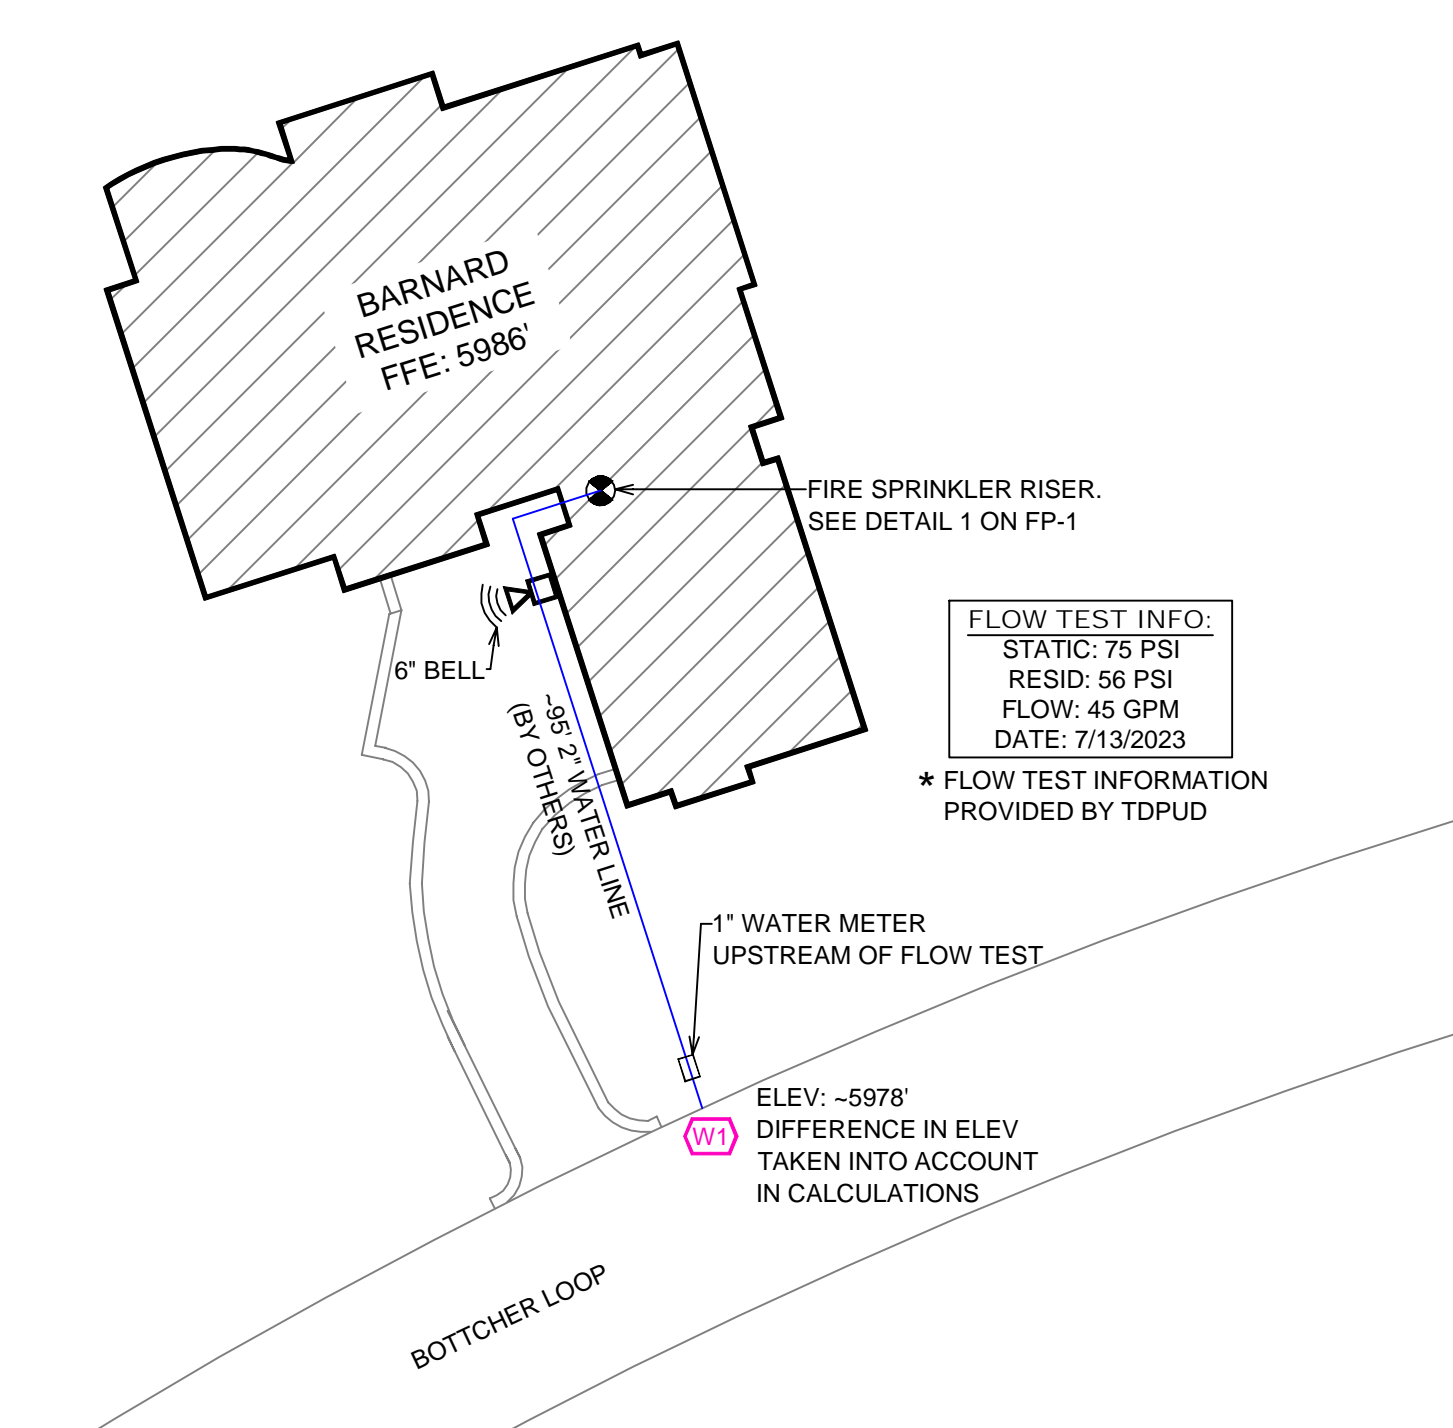 BARNARD
RESIDENCE
FFE: 5986'
FIRE SPRINKLER RISER.
SEE DETAIL 1 ON FP-1
6" BELL
~95' 2" WATER LINE
(BY OTHERS)
FLOW TEST INFO:
STATIC: 75 PSI
RESID: 56 PSI
FLOW: 45 GPM
DATE: 7/13/2023
* FLOW TEST INFORMATION
PROVIDED BY TDPUD
1" WATER METER
UPSTREAM OF FLOW TEST
W1
ELEV: ~5978'
DIFFERENCE IN ELEV
TAKEN INTO ACCOUNT
IN CALCULATIONS
BOTTCHER LOOP